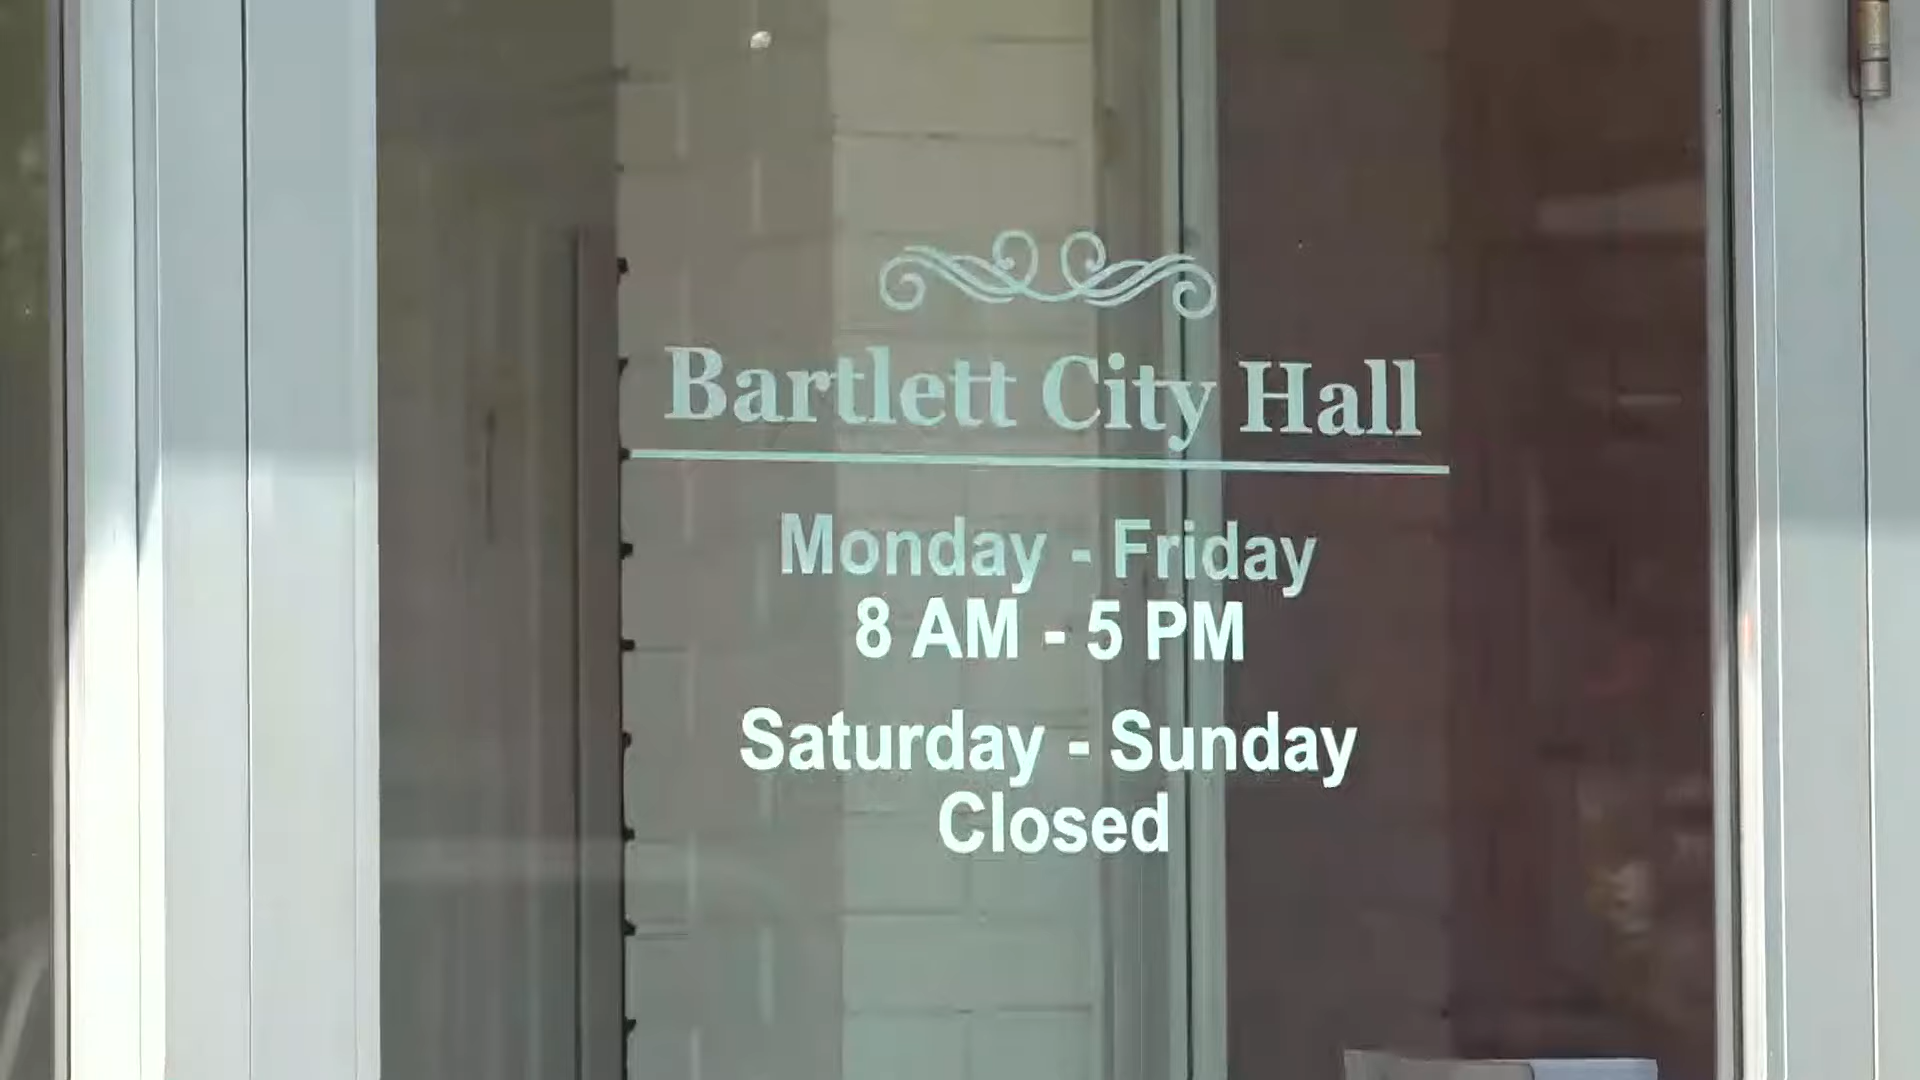 Bartlett City Hall
Monday - Friday
8 AM - 5 PM
Saturday - Sunday
Closed